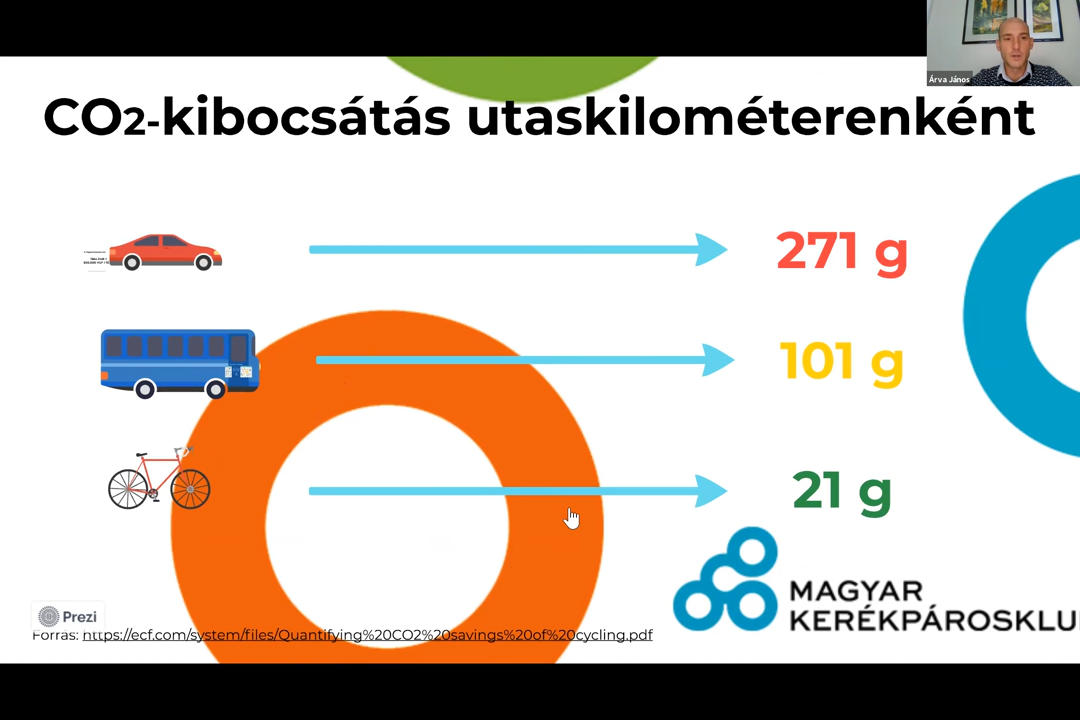 Árva János
CO2-kibocsátás utaskilométerenként
271 g
101 g
21 g
MAGYAR
KERÉKPÁROSKLU
Prezi
Forrás: https://ecf.com/system/files/Quantifying%20CO2%20savings%20of%20cycling.pdf